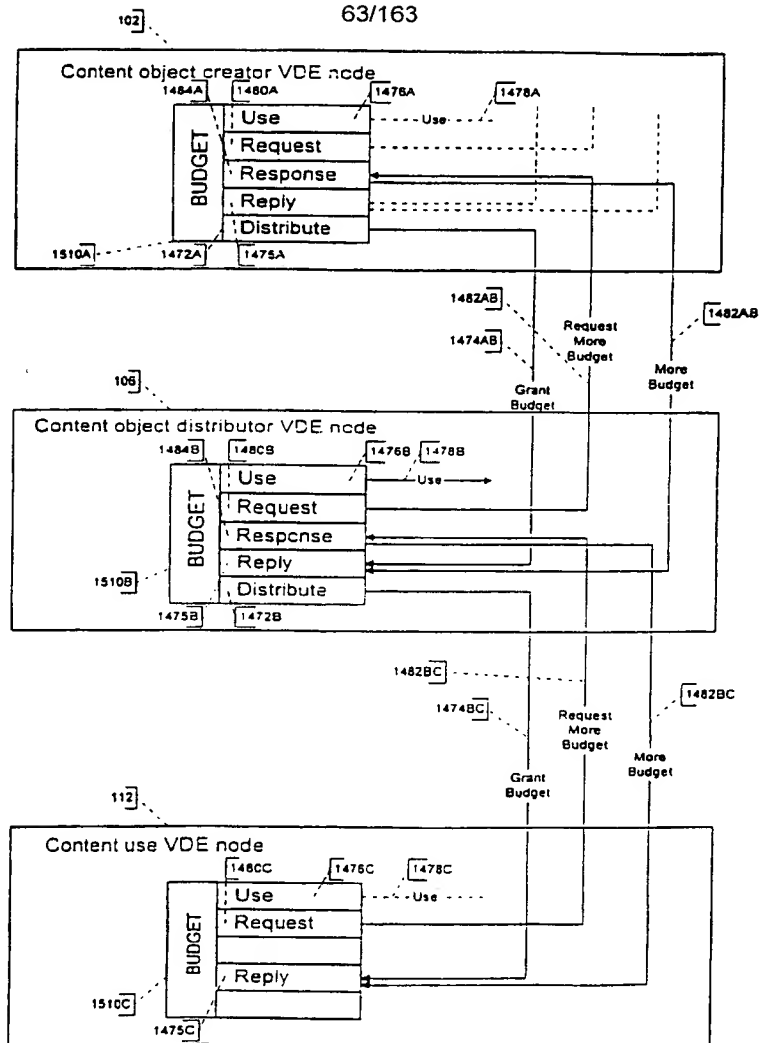 63/163
102
Content object creator VDE node
1484A
1480A
1476A
1478A
BUDGET
Use
Use
Request
Response
Reply
Distribute
1510A
1472A
1475A
1482AB
1474AB
Request
More
Budget
1482AB
More
Budget
Grant
Budget
106
Content object distributor VDE node
1484B
1480B
1476B
1478B
BUDGET
Use
Use
Request
Response
Reply
Distribute
1510B
1475B
1472B
1482BC
1474BC
Request
More
Budget
1482BC
More
Budget
Grant
Budget
112
Content use VDE node
1480C
1476C
1478C
BUDGET
Use
Use
Request
Reply
1510C
1475C